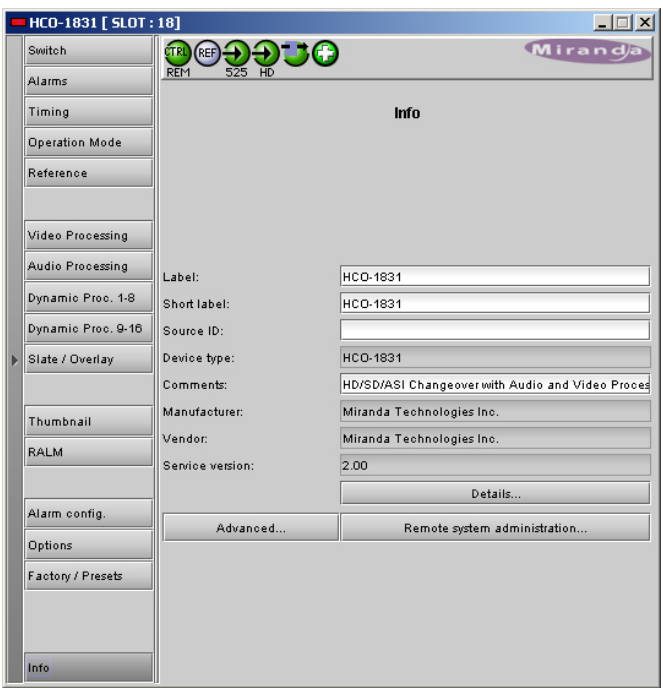 HCO-1831 [ SLOT : 18]
Switch
Alarms
Timing
Operation Mode
Reference
Video Processing
Audio Processing
Dynamic Proc. 1-8
Dynamic Proc. 9-16
Slate / Overlay
Thumbnail
RALM
Alarm config.
Options
Factory / Presets
Info
CTRL REF
REM 525 HD
Miranda
Info
Label: HCO-1831
Short label: HCO-1831
Source ID:
Device type: HCO-1831
Comments: HD/SD/ASI Changeover with Audio and Video Proces
Manufacturer: Miranda Technologies Inc.
Vendor: Miranda Technologies Inc.
Service version: 2.00
Details...
Advanced... Remote system administration...